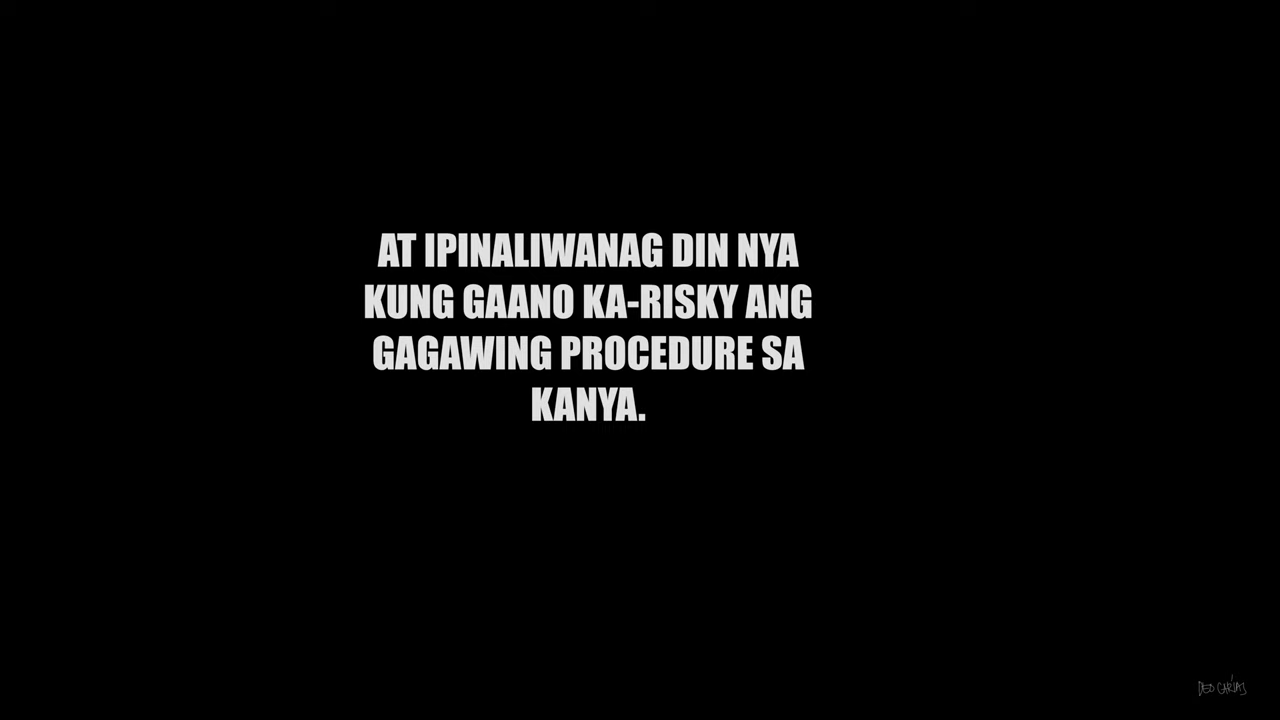 AT IPINALIWANAG DIN NYA
KUNG GAANO KA-RISKY ANG
GAGAWING PROCEDURE SA
KANYA.